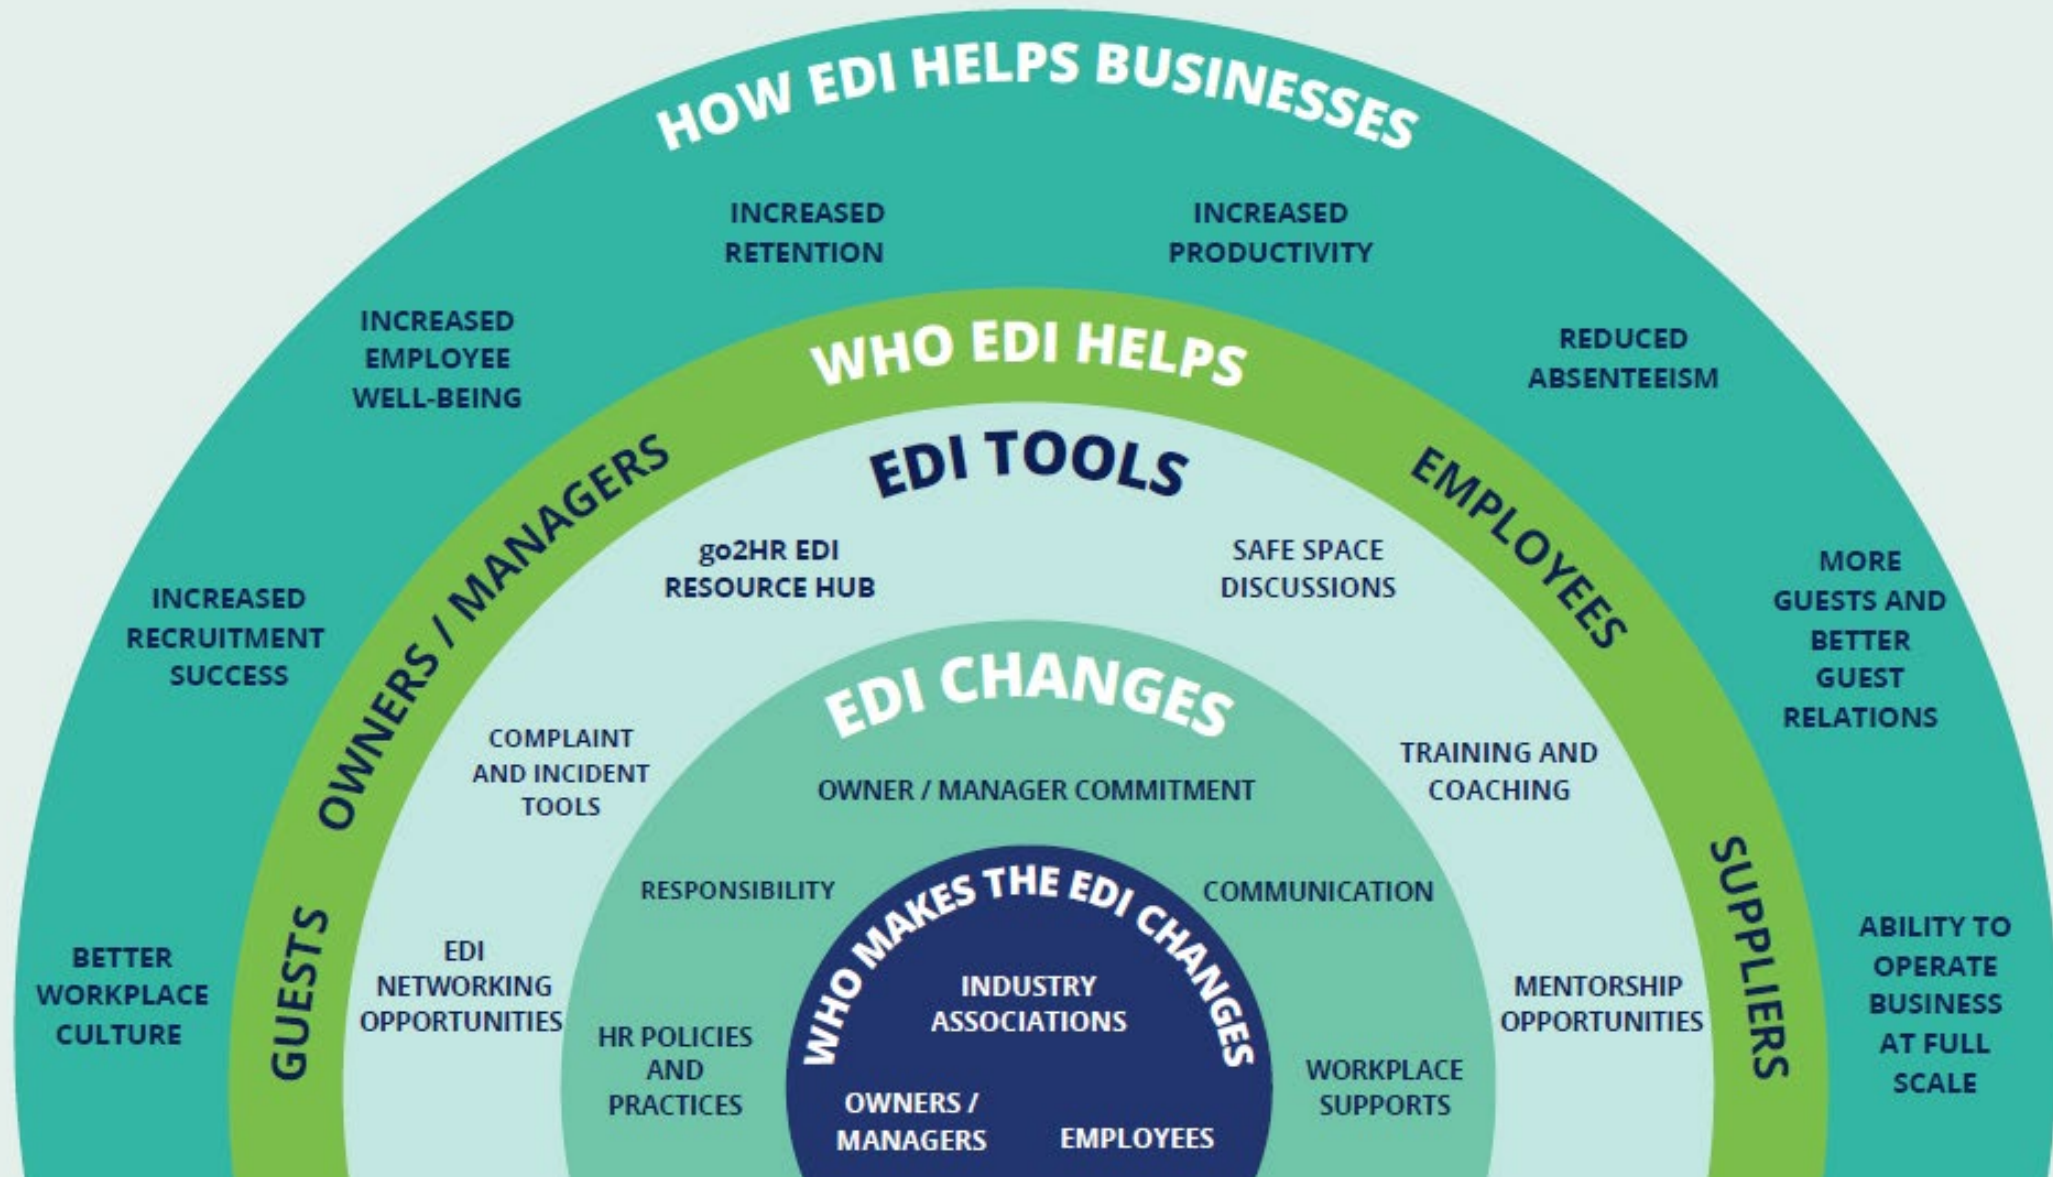 HOW EDI HELPS BUSINESSES
INCREASED
RETENTION
INCREASED
PRODUCTIVITY
INCREASED
EMPLOYEE
WELL-BEING
REDUCED
ABSENTEEISM
INCREASED
RECRUITMENT
SUCCESS
MORE
GUESTS AND
BETTER
GUEST
RELATIONS
BETTER
WORKPLACE
CULTURE
ABILITY TO
OPERATE
BUSINESS
AT FULL
SCALE
WHO EDI HELPS
OWNERS / MANAGERS
EMPLOYEES
GUESTS
SUPPLIERS
EDI TOOLS
go2HR EDI
RESOURCE HUB
SAFE SPACE
DISCUSSIONS
COMPLAINT
AND INCIDENT
TOOLS
TRAINING AND
COACHING
EDI
NETWORKING
OPPORTUNITIES
MENTORSHIP
OPPORTUNITIES
EDI CHANGES
OWNER / MANAGER COMMITMENT
RESPONSIBILITY
COMMUNICATION
HR POLICIES
AND
PRACTICES
WORKPLACE
SUPPORTS
WHO MAKES THE EDI CHANGES
INDUSTRY
ASSOCIATIONS
OWNERS /
MANAGERS
EMPLOYEES